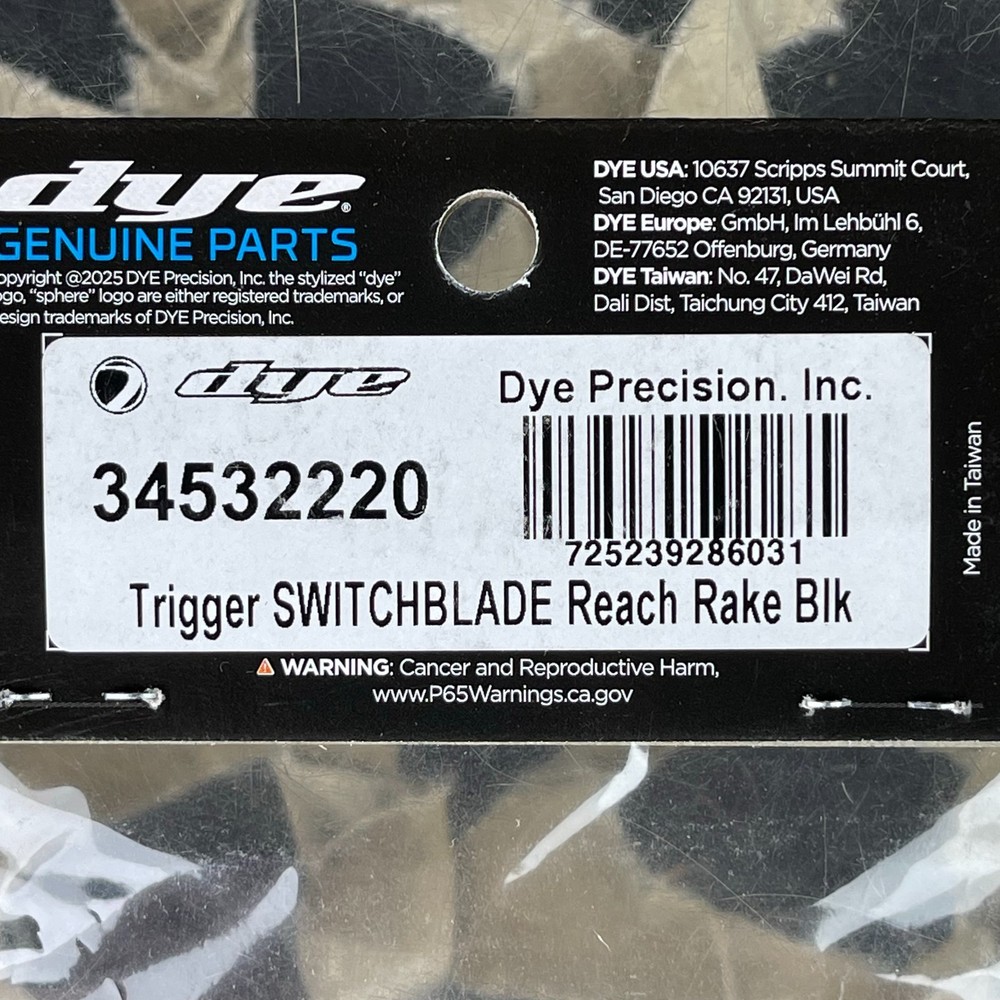 dye®
GENUINE PARTS
opyright @2025 DYE Precision, Inc. the stylized “dye”
ogo, “sphere” logo are either registered trademarks, or
esign trademarks of DYE Precision, Inc.
DYE USA: 10637 Scripps Summit Court,
San Diego CA 92131, USA
DYE Europe: GmbH, Im Lehbühl 6,
DE-77652 Offenburg, Germany
DYE Taiwan: No. 47, DaWei Rd,
Dali Dist, Taichung City 412, Taiwan
dye
Dye Precision. Inc.
34532220
725239286031
Trigger SWITCHBLADE Reach Rake Blk
Made in Taiwan
WARNING: Cancer and Reproductive Harm,
www.P65Warnings.ca.gov